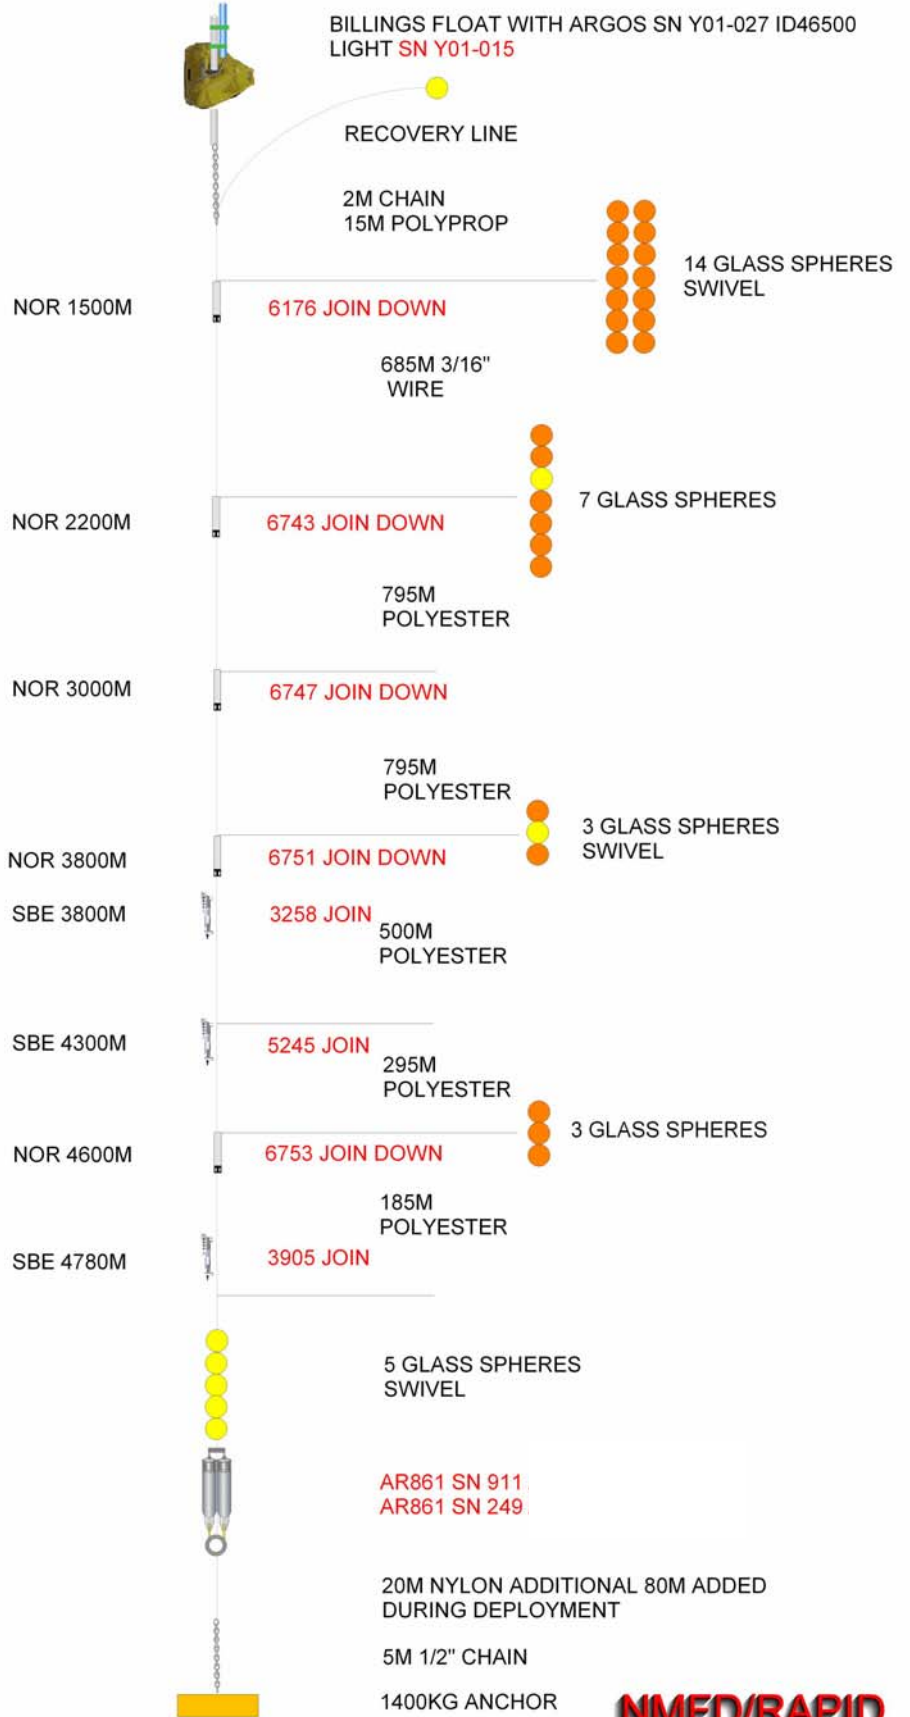 BILLINGS FLOAT WITH ARGOS SN Y01-027 ID46500
LIGHT SN Y01-015
RECOVERY LINE
2M CHAIN
15M POLYPROP
14 GLASS SPHERES
SWIVEL
NOR 1500M
6176 JOIN DOWN
685M 3/16"
WIRE
7 GLASS SPHERES
NOR 2200M
6743 JOIN DOWN
795M
POLYESTER
NOR 3000M
6747 JOIN DOWN
795M
POLYESTER
3 GLASS SPHERES
SWIVEL
NOR 3800M
6751 JOIN DOWN
SBE 3800M
3258 JOIN
500M
POLYESTER
SBE 4300M
5245 JOIN
295M
POLYESTER
3 GLASS SPHERES
NOR 4600M
6753 JOIN DOWN
185M
POLYESTER
SBE 4780M
3905 JOIN
5 GLASS SPHERES
SWIVEL
AR861 SN 911
AR861 SN 249
20M NYLON ADDITIONAL 80M ADDED
DURING DEPLOYMENT
5M 1/2" CHAIN
1400KG ANCHOR
NMFD/RAPID